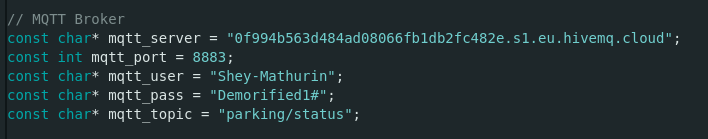 // MQTT Broker
const char* mqtt_server = "0f994b563d484ad08066fb1db2fc482e.s1.eu.hivemq.cloud";
const int mqtt_port = 8883;
const char* mqtt_user = "Shey-Mathurin";
const char* mqtt_pass = "Demorified1#";
const char* mqtt_topic = "parking/status";